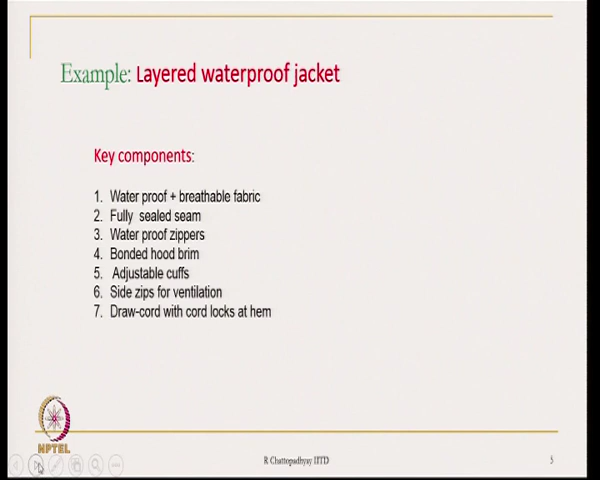 5
Example: Layered waterproof jacket
Key components:
1. Water proof + breathable fabric
2. Fully sealed seam
3. Water proof zippers
4. Bonded hood brim
5. Adjustable cuffs
6. Side zips for ventilation
7. Draw-cord with cord locks at hem
NPTEL
R Chattopadhyay IITD
5